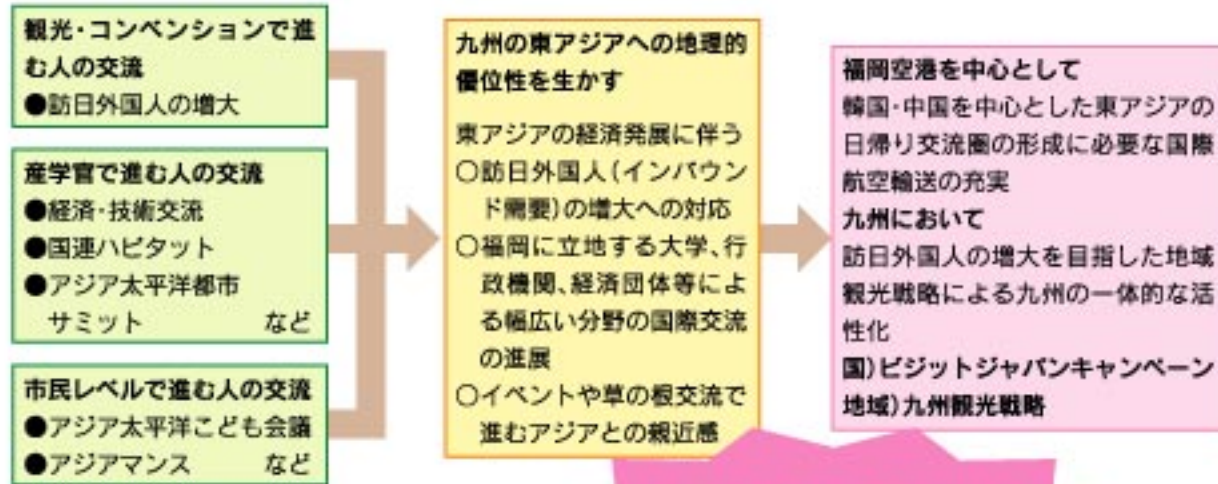 観光・コンベンションで進
む人の交流
●訪日外国人の増大
産学官で進む人の交流
●経済・技術交流
●国連ハビタット
●アジア太平洋都市
サミット など
市民レベルで進む人の交流
●アジア太平洋こども会議
●アジアマンス など
九州の東アジアへの地理的
優位性を生かす
東アジアの経済発展に伴う
○訪日外国人(インバウン
ド需要)の増大への対応
○福岡に立地する大学、行
政機関、経済団体等によ
る幅広い分野の国際交流
の進展
○イベントや草の根交流で
進むアジアとの親近感
福岡空港を中心として
韓国・中国を中心とした東アジアの
日帰り交流圏の形成に必要な国際
航空輸送の充実
九州において
訪日外国人の増大を目指した地域
観光戦略による九州の一体的な活
性化
国)ビジットジャパンキャンペーン
地域)九州観光戦略